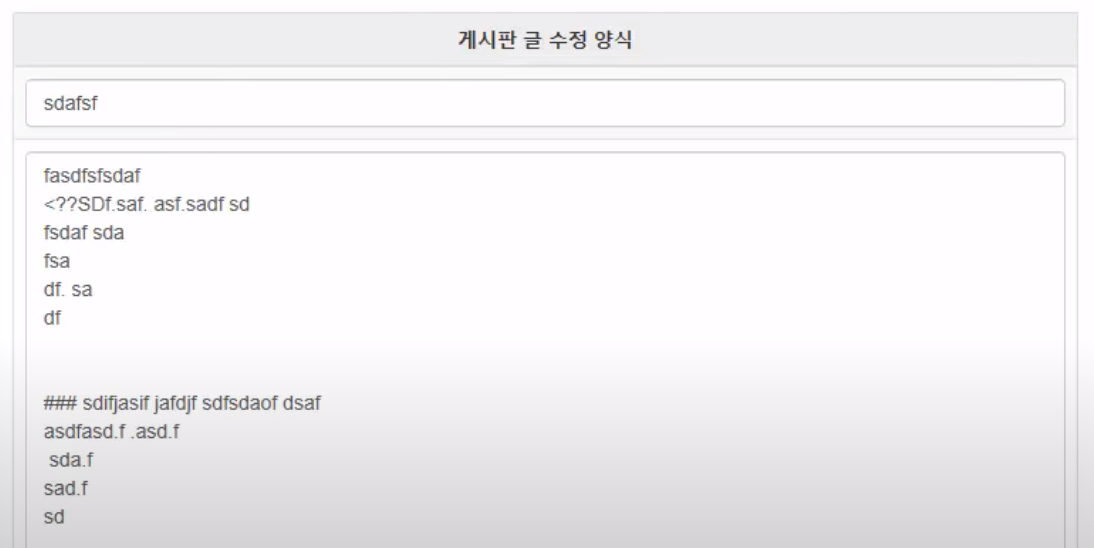 게시판 글 수정 양식
sdafsf
fasdfsfsdaf
<??SDf.saf. asf.sadf sd
fsdaf sda
fsa
df. sa
df
### sdifjasif jafdjf sdfsdaof dsaf
asdfasd.f .asd.f
sda.f
sad.f
sd